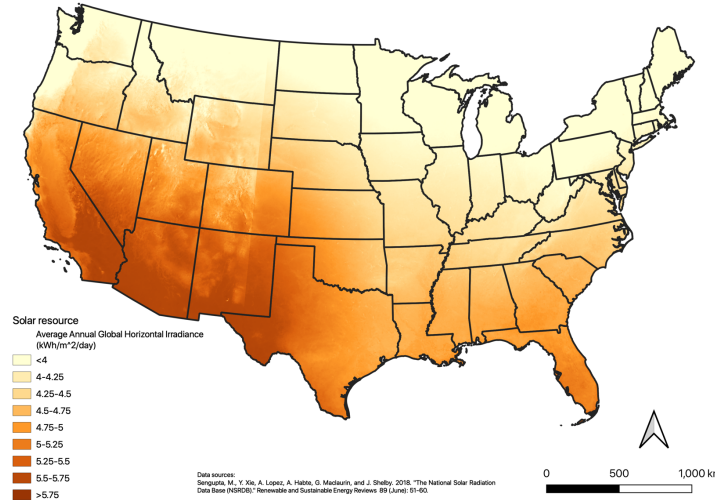 Solar resource
Average Annual Global Horizontal Irradiance
(kWh/m^2/day)
<4
4-4.25
4.25-4.5
4.5-4.75
4.75-5
5-5.25
5.25-5.5
5.5-5.75
>5.75
Data sources:
Sengupta, M., Y. Xie, A. Lopez, A. Habte, G. Maclaurin, and J. Shelby. 2018. "The National Solar Radiation
Data Base (NSRDB)." Renewable and Sustainable Energy Reviews 89 (June): 51-60.
0 500 1,000 km